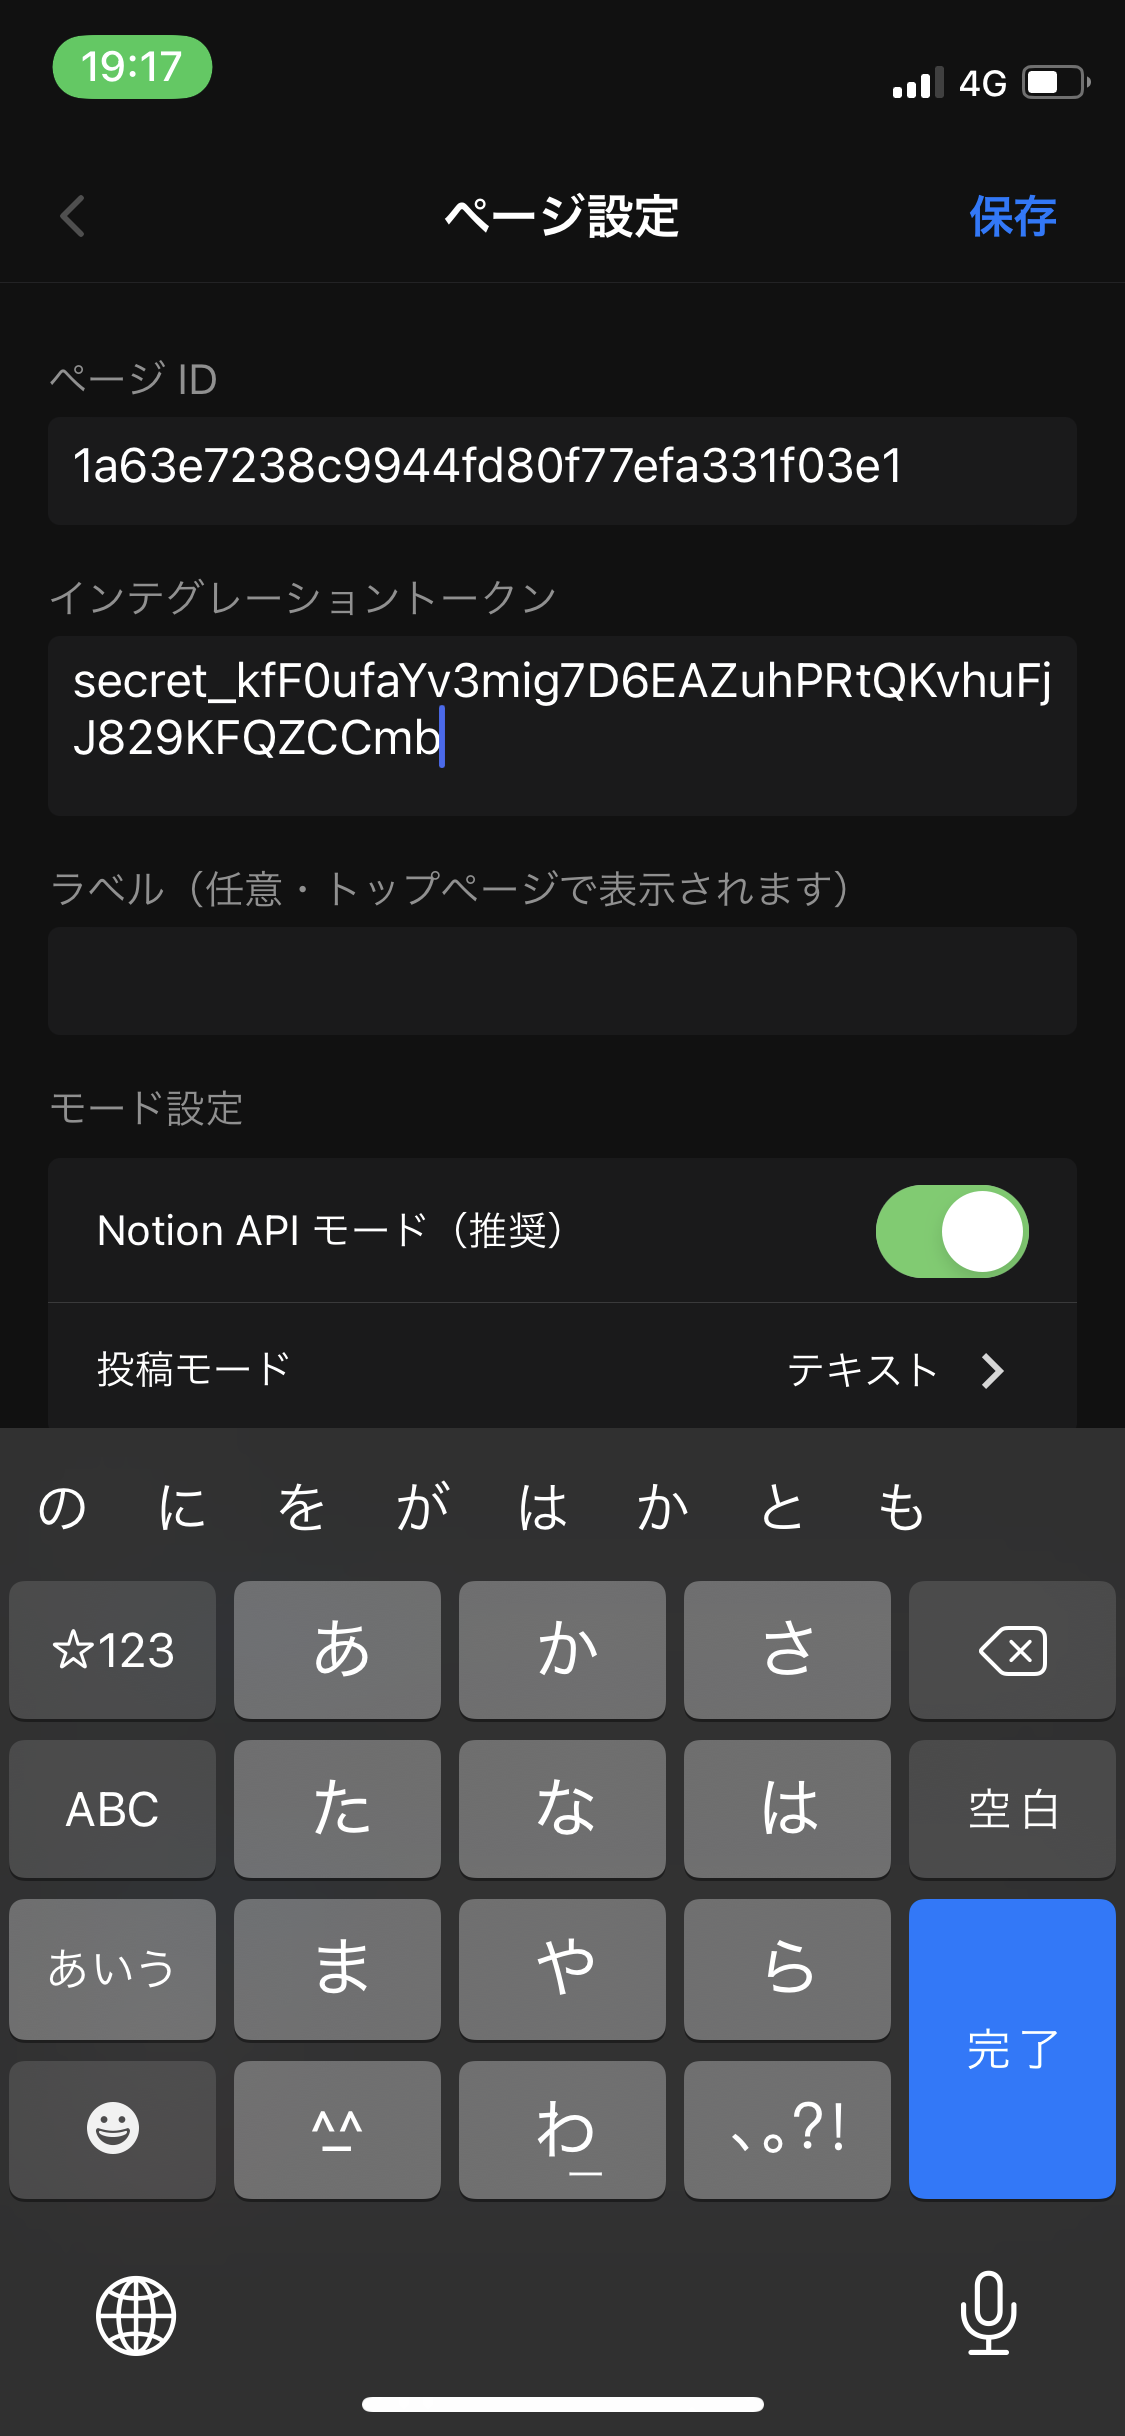 19:17
4G
ページ設定
保存
ページ ID
1a63e7238c9944fd80f77efa331f03e1
インテグレーショントークン
secret_kfF0ufaYv3mig7D6EAZuhPRtQKvhuFj
J829KFQZCCmb
ラベル（任意・トップページで表示されます）
モード設定
Notion API モード（推奨）
投稿モード
テキスト
の に を が は か と も
☆123 あ か さ
ABC た な は 空白
あいう ま や ら
完了
^_^ わ_ 、。?!